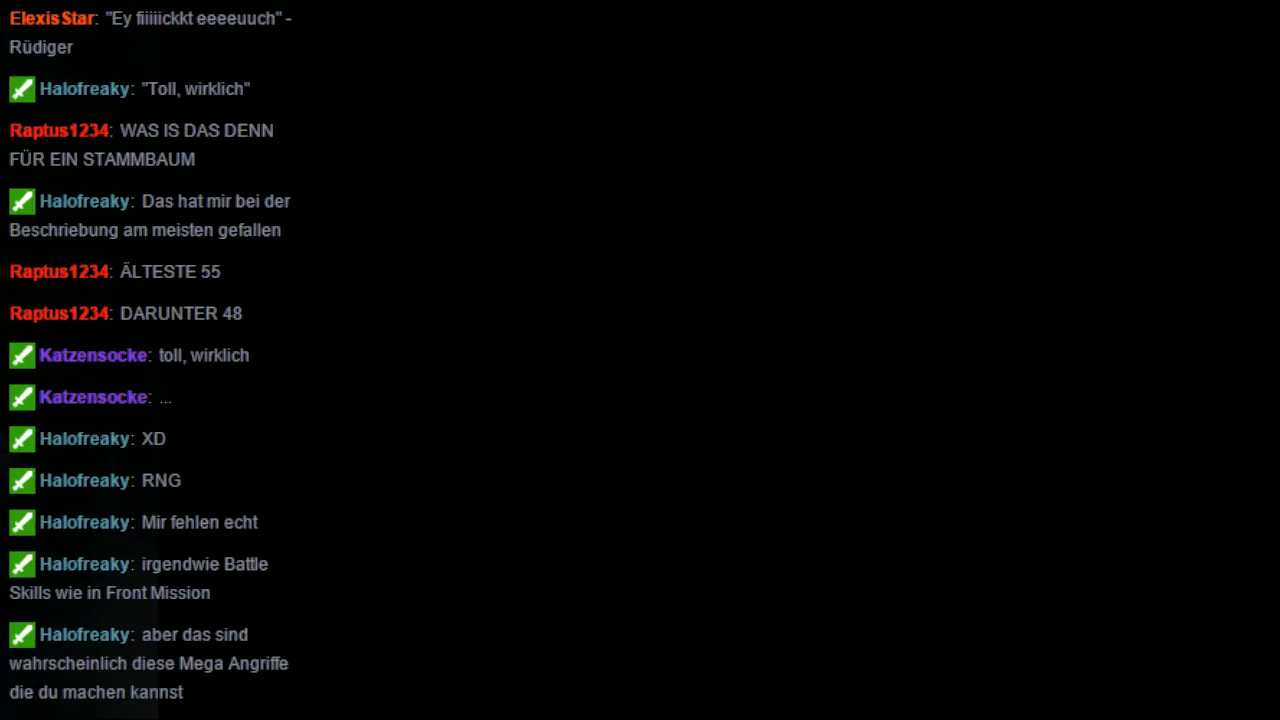 ElexisStar: "Ey fiiiiickkt eeeeuuch" -
Rüdiger
Halofreaky: "Toll, wirklich"
Raptus1234: WAS IS DAS DENN
FÜR EIN STAMMBAUM
Halofreaky: Das hat mir bei der
Beschriebung am meisten gefallen
Raptus1234: ÄLTESTE 55
Raptus1234: DARUNTER 48
Katzensocke: toll, wirklich
Katzensocke: ...
Halofreaky: XD
Halofreaky: RNG
Halofreaky: Mir fehlen echt
Halofreaky: irgendwie Battle
Skills wie in Front Mission
Halofreaky: aber das sind
wahrscheinlich diese Mega Angriffe
die du machen kannst